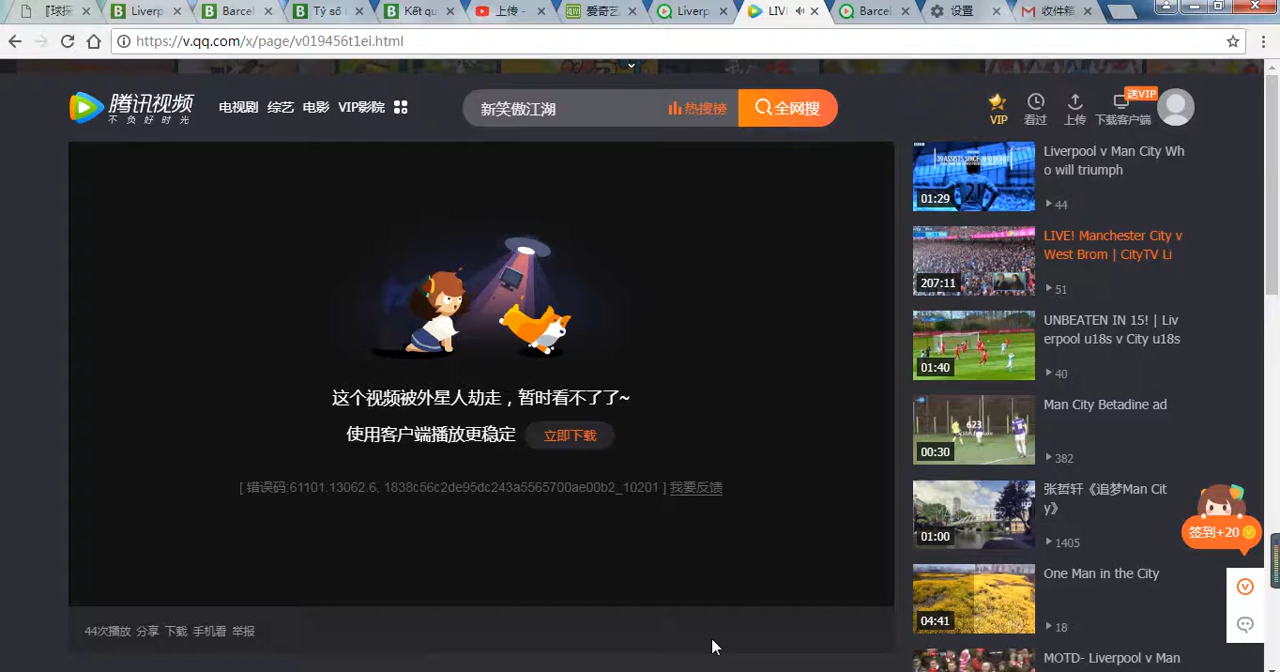 【球探
Liverp
Barcel
Tỷ số
Kết qu
上传 -
爱奇艺
Liverp
LIV
Barcel
设置
收件箱
https://v.qq.com/x/page/v019456t1ei.html
腾讯视频
不负好时光
电视剧 综艺 电影 VIP影院
新笑傲江湖
热搜榜
全网搜
VIP
看过
上传
下载客户端
送VIP
这个视频被外星人劫走，暂时看不了了~
使用客户端播放更稳定 立即下载
[ 错误码:61101.13062.6, 1838c56c2de95dc243a5565700ae00b2_10201 ] 我要反馈
44次播放 分享 下载 手机看 举报
01:29
Liverpool v Man City Wh
o will triumph
44
207:11
LIVE! Manchester City v
West Brom | CityTV Li
51
01:40
UNBEATEN IN 15! | Liv
erpool u18s v City u18s
40
623
00:30
Man City Betadine ad
382
01:00
张哲轩《追梦Man Cit
y》
1405
04:41
One Man in the City
18
MOTD- Liverpool v Man
签到+20